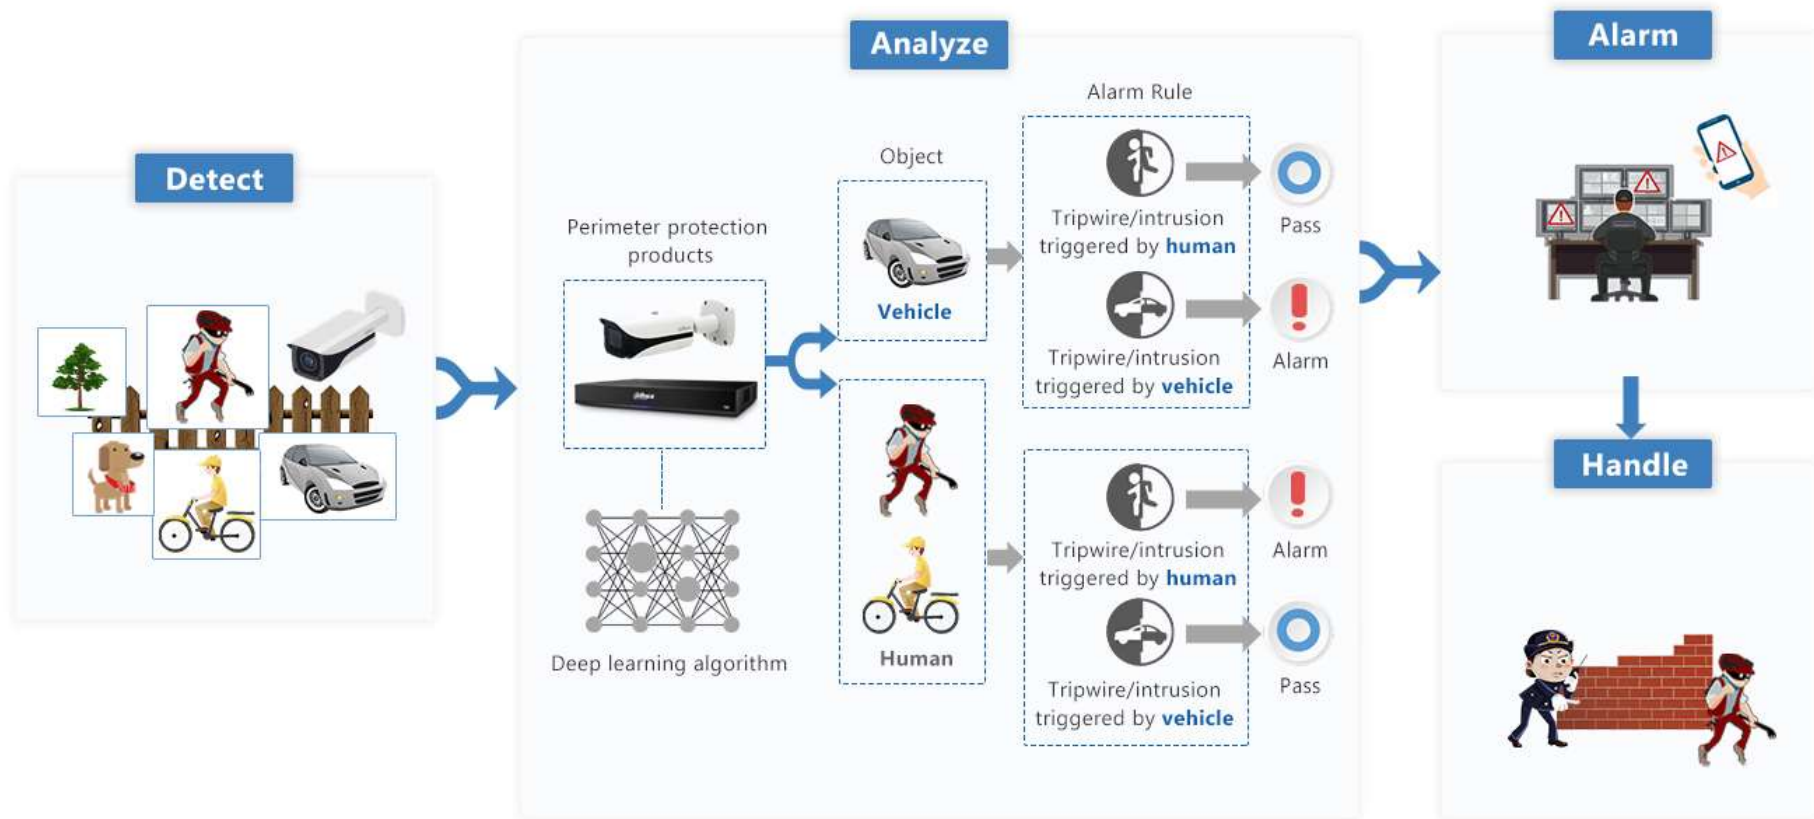 Detect
Analyze
Perimeter protection
products
Deep learning algorithm
Object
Vehicle
Human
Alarm Rule
Tripwire/intrusion
triggered by human
Pass
Tripwire/intrusion
triggered by vehicle
Alarm
Tripwire/intrusion
triggered by human
Alarm
Tripwire/intrusion
triggered by vehicle
Pass
Alarm
Handle